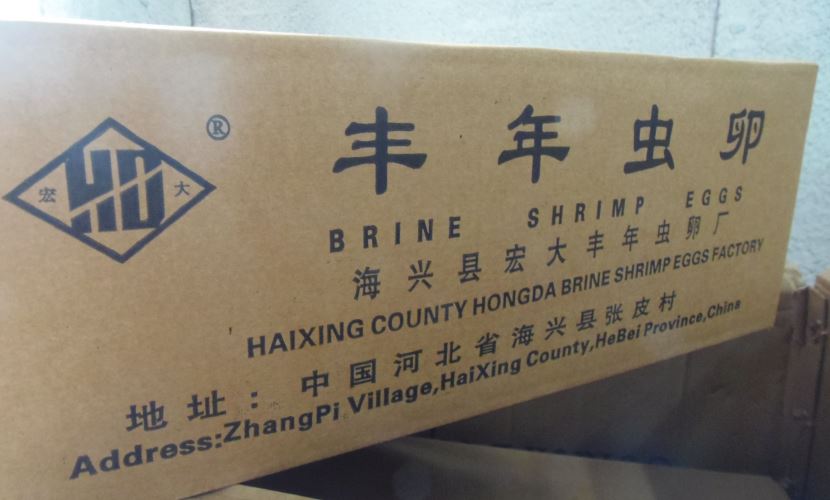 宏 HD 大 ®
丰年虫卵
BRINE SHRIMP EGGS
海兴县宏大丰年虫卵厂
HAIXING COUNTY HONGDA BRINE SHRIMP EGGS FACTORY
地址：中国河北省海兴县张皮村
Address:ZhangPi Village,HaiXing County,HeBei Province,China